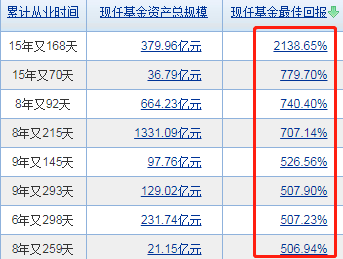 累计从业时间 现任基金资产总规模 现任基金最佳回报
15年又168天 379.96亿元 2138.65%
15年又70天 36.79亿元 779.70%
8年又92天 664.23亿元 740.40%
8年又215天 1331.09亿元 707.14%
9年又145天 97.76亿元 526.56%
9年又293天 129.02亿元 507.90%
6年又298天 231.74亿元 507.23%
8年又259天 21.15亿元 506.94%